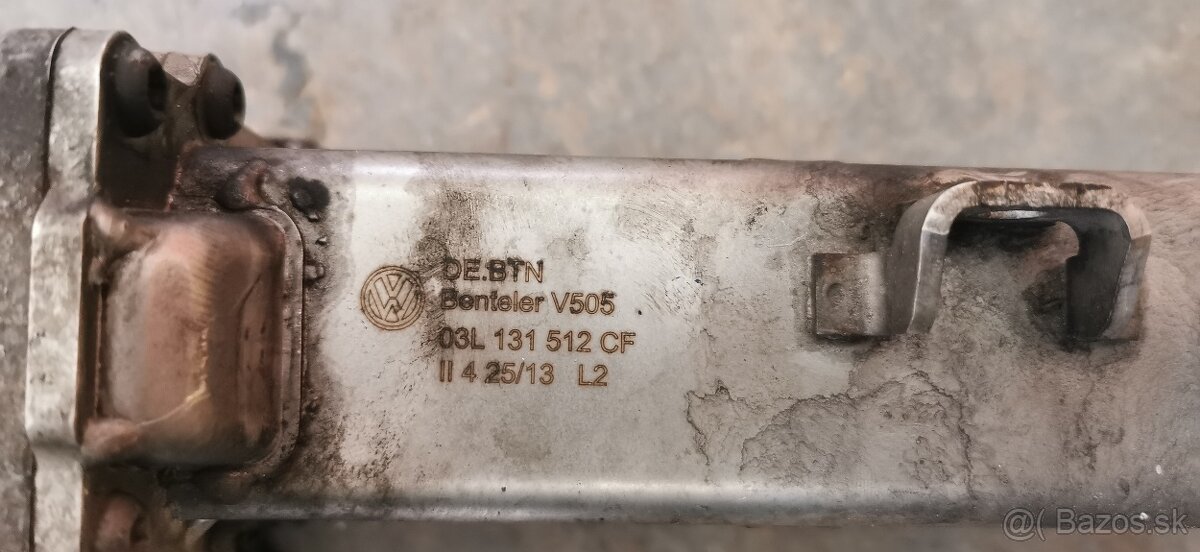 DE.BTN
Benteler V505
03L 131 512 CF
II 4 25/13 L2
@( Bazos.sk